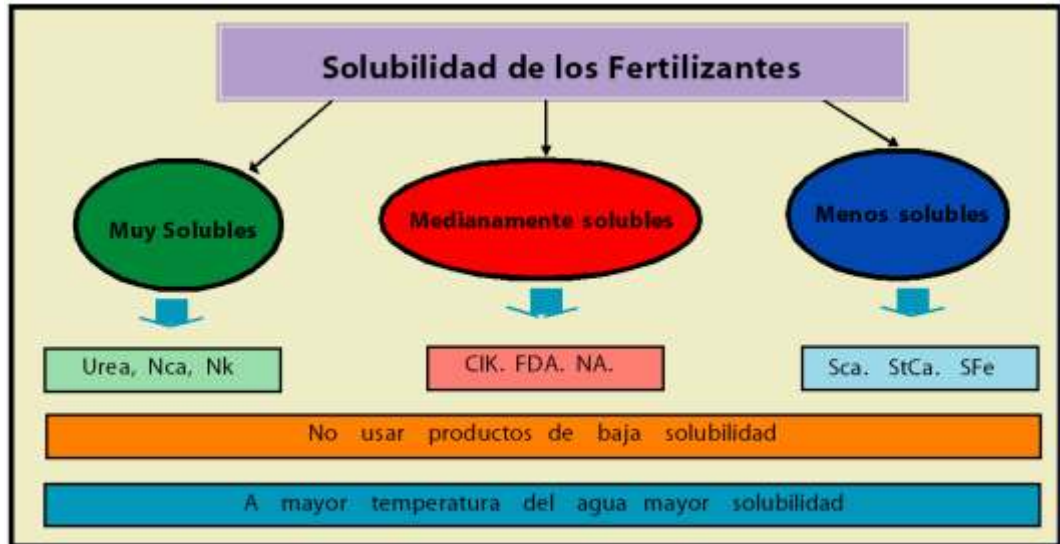 Solubilidad de los Fertilizantes
Muy Solubles
Medianamente solubles
Menos solubles
Urea, Nca, Nk
ClK. FDA. NA.
Sca. StCa. SFe
No usar productos de baja solubilidad
A mayor temperatura del agua mayor solubilidad